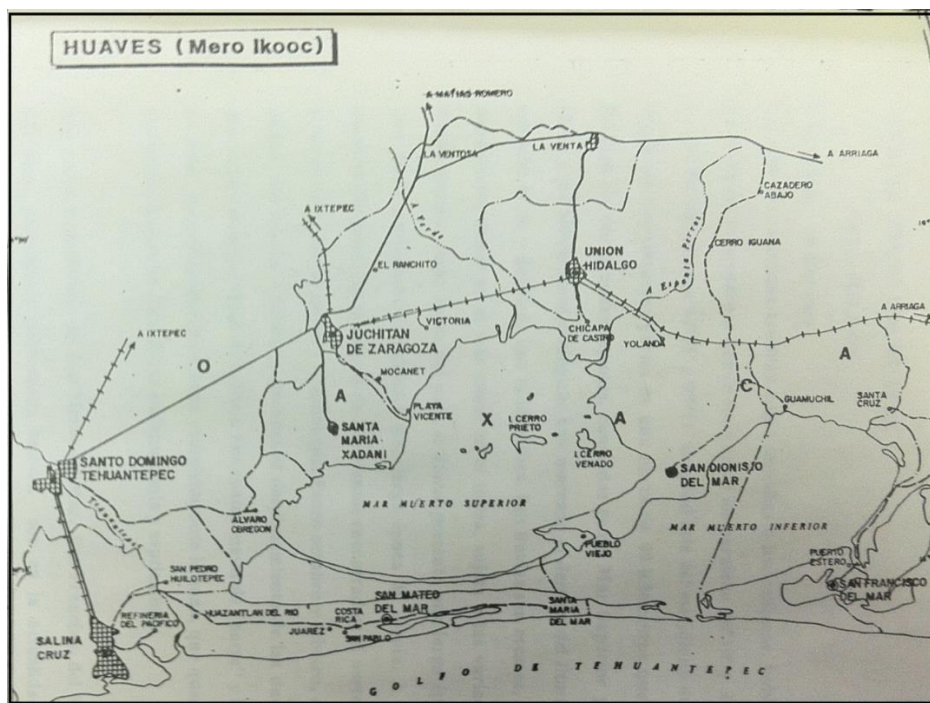 HUAVES (Mero Ikooc)
A MATIAS ROMERO
LA VENTOSA
LA VENTA
A ARRIAGA
CAZADERO
ABAJO
A IXTEPEC
A Verde
CERRO IGUANA
EL RANCHITO
UNION
HIDALGO
A Espanta Perros
A IXTEPEC
VICTORIA
CHICAPA
DE CASTRO
YOLANDA
A ARRIAGA
JUCHITAN
DE ZARAGOZA
O
A
X
A
C
A
MOCANET
PLAYA
VICENTE
I. CERRO
PRIETO
GUAMUCHIL
SANTA
CRUZ
SANTA
MARIA
XADANI
I. CERRO
VENADO
SANTO DOMINGO
TEHUANTEPEC
SAN DIONISIO
DEL MAR
MAR MUERTO SUPERIOR
MAR MUERTO INFERIOR
ALVARO
OBREGON
PUEBLO
VIEJO
PUERTO
ESTERO
SAN FRANCISCO
DEL MAR
SAN PEDRO
HUILOTEPEC
REFINERIA
DEL PACIFICO
HUAZANTLAN DEL RIO
COSTA
RICA
SAN MATEO
DEL MAR
SANTA
MARIA
DEL MAR
JUAREZ
SAN PABLO
SALINA
CRUZ
GOLFO DE TEHUANTEPEC